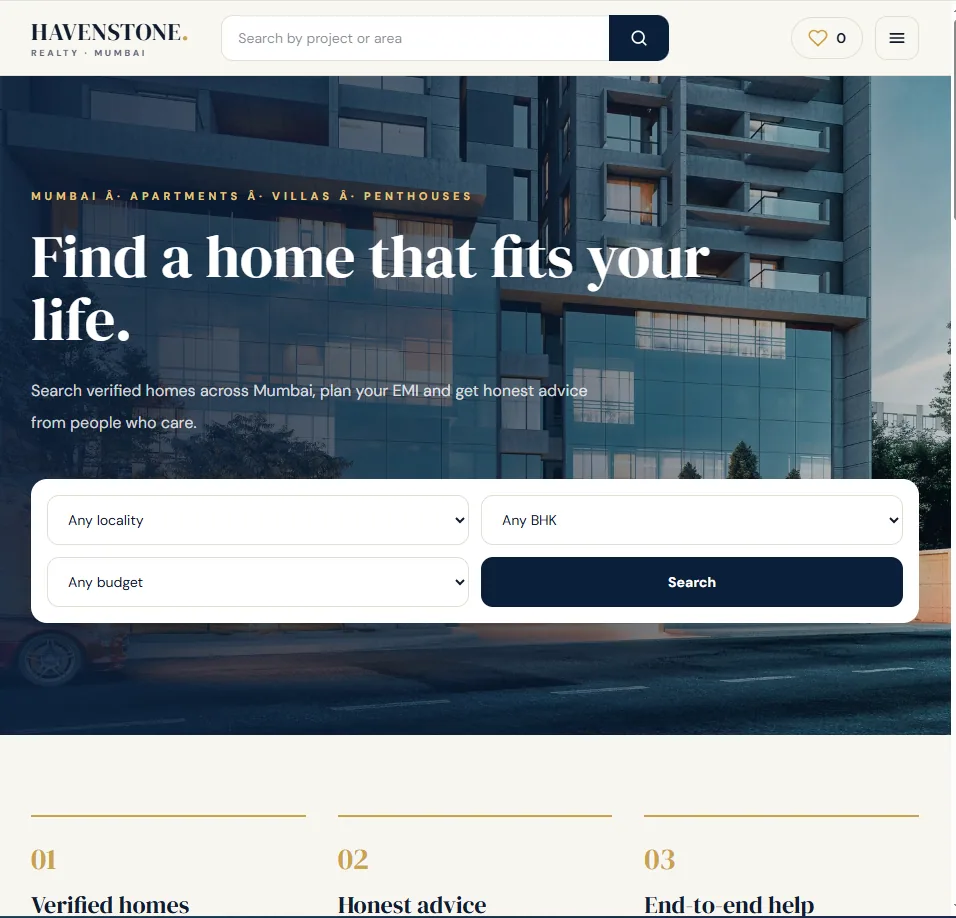 HAVENSTONE.
REALTY · MUMBAI
Search by project or area
0
MUMBAI Â· APARTMENTS Â· VILLAS Â· PENTHOUSES
Find a home that fits your
life.
Search verified homes across Mumbai, plan your EMI and get honest advice
from people who care.
Any locality
Any BHK
Any budget
Search
01
02
03
Verified homes
Honest advice
End-to-end help